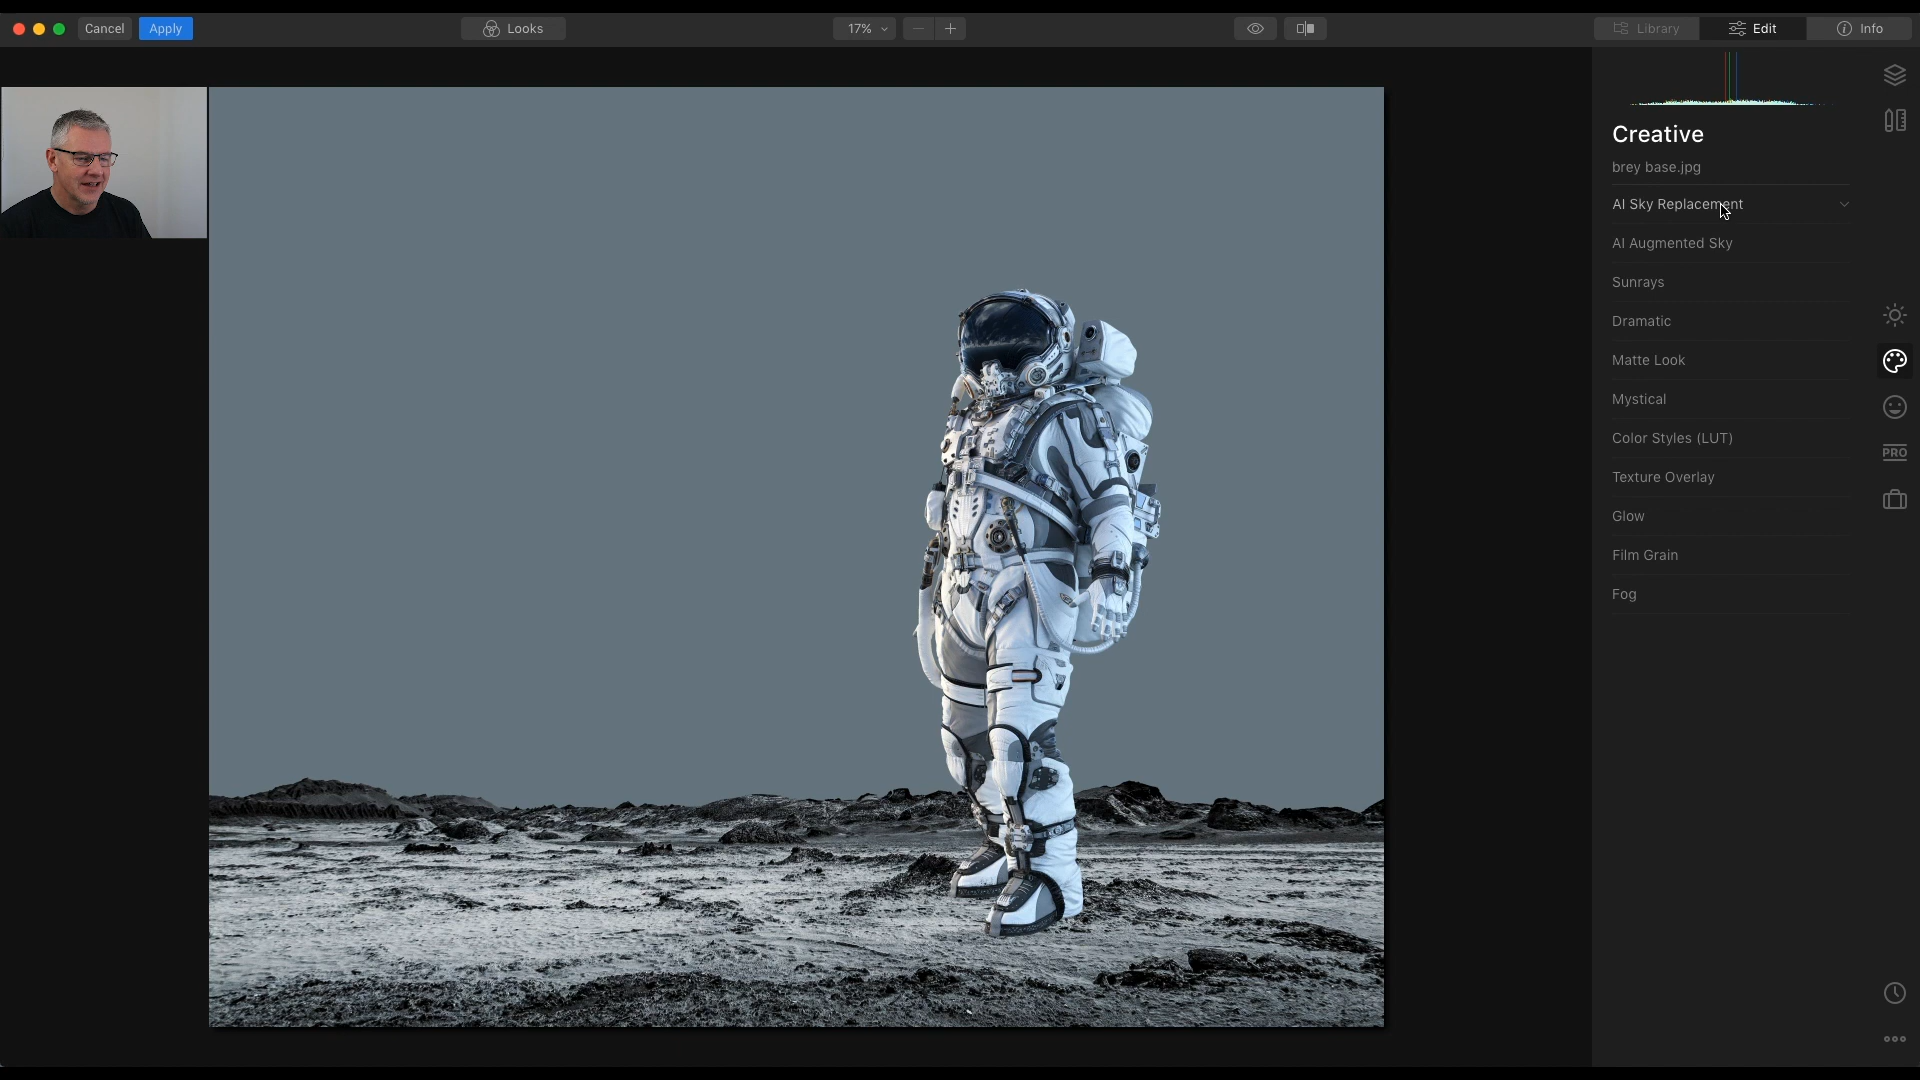 Cancel
Apply
Looks
17%
Library
Edit
Info
Creative
brey base.jpg
AI Sky Replacement
AI Augmented Sky
Sunrays
Dramatic
Matte Look
Mystical
Color Styles (LUT)
Texture Overlay
Glow
Film Grain
Fog
PRO